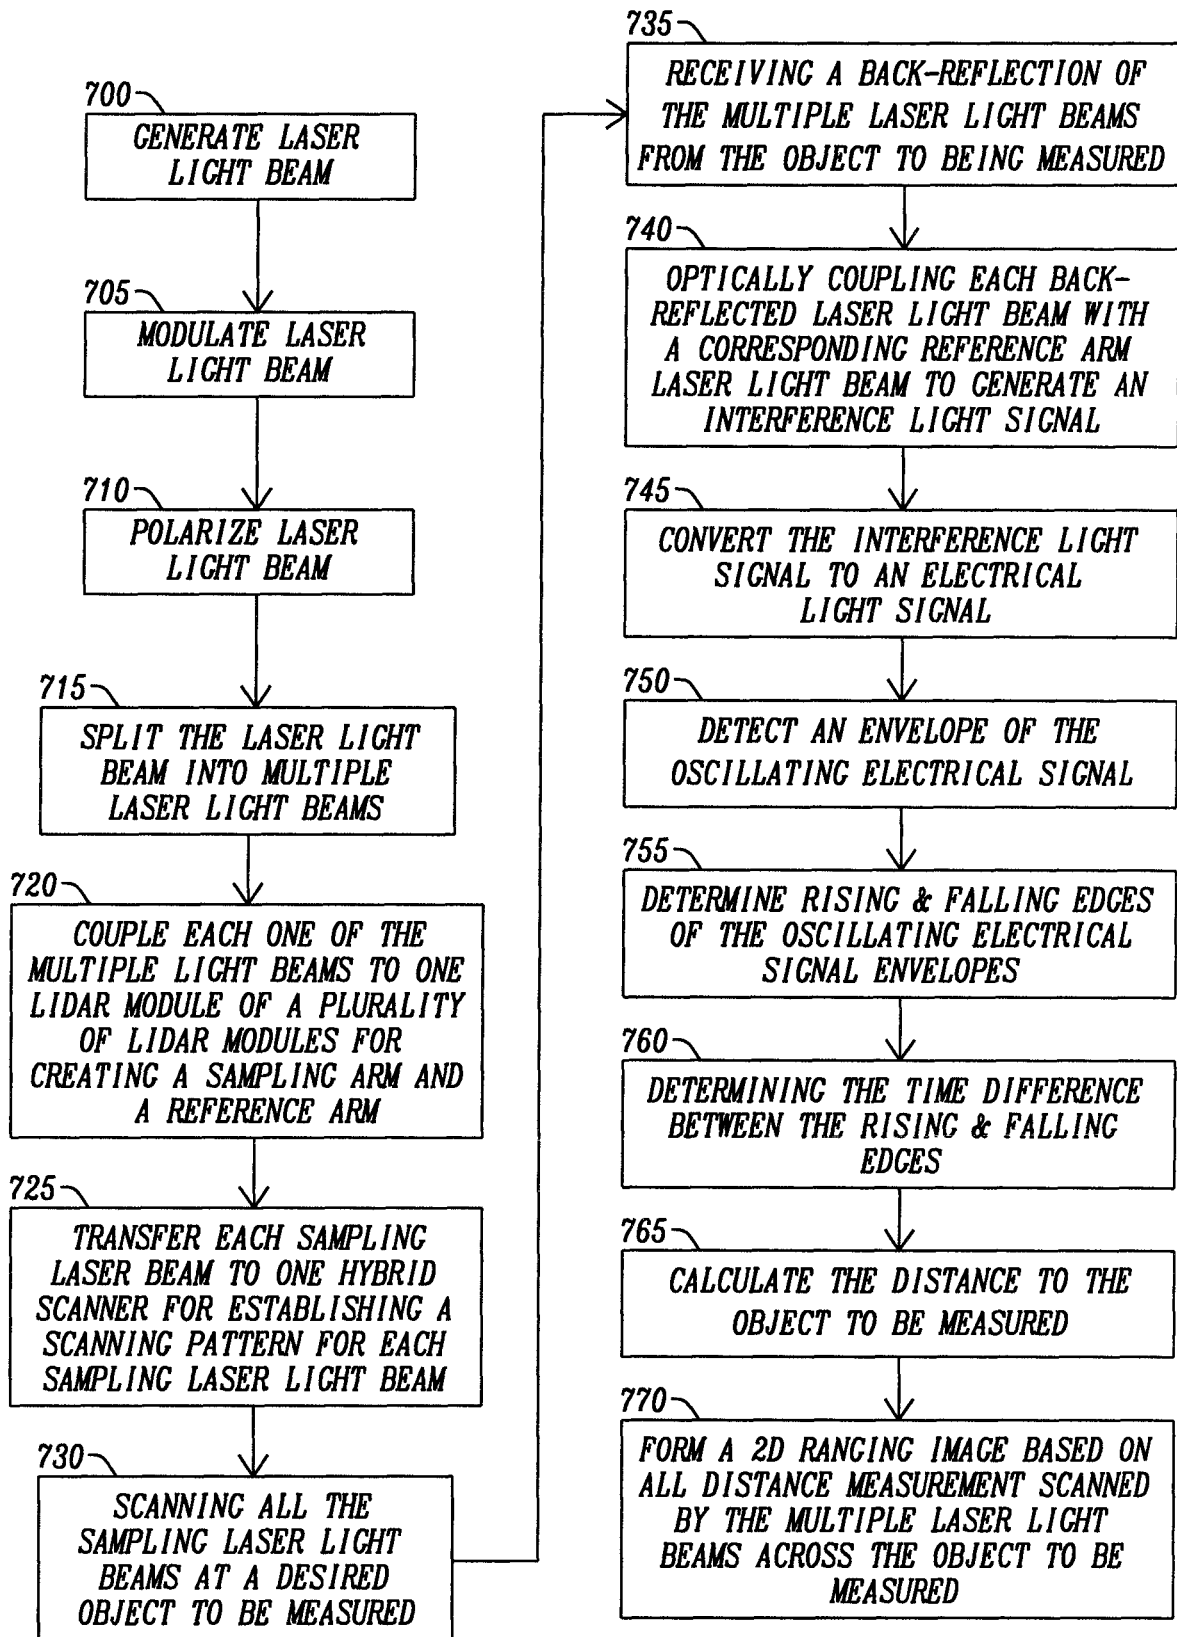 700
GENERATE LASER
LIGHT BEAM
705
MODULATE LASER
LIGHT BEAM
710
POLARIZE LASER
LIGHT BEAM
715
SPLIT THE LASER LIGHT
BEAM INTO MULTIPLE
LASER LIGHT BEAMS
720
COUPLE EACH ONE OF THE
MULTIPLE LIGHT BEAMS TO ONE
LIDAR MODULE OF A PLURALITY
OF LIDAR MODULES FOR
CREATING A SAMPLING ARM AND
A REFERENCE ARM
725
TRANSFER EACH SAMPLING
LASER BEAM TO ONE HYBRID
SCANNER FOR ESTABLISHING A
SCANNING PATTERN FOR EACH
SAMPLING LASER LIGHT BEAM
730
SCANNING ALL THE
SAMPLING LASER LIGHT
BEAMS AT A DESIRED
OBJECT TO BE MEASURED
735
RECEIVING A BACK-REFLECTION OF
THE MULTIPLE LASER LIGHT BEAMS
FROM THE OBJECT TO BEING MEASURED
740
OPTICALLY COUPLING EACH BACK-
REFLECTED LASER LIGHT BEAM WITH
A CORRESPONDING REFERENCE ARM
LASER LIGHT BEAM TO GENERATE AN
INTERFERENCE LIGHT SIGNAL
745
CONVERT THE INTERFERENCE LIGHT
SIGNAL TO AN ELECTRICAL
LIGHT SIGNAL
750
DETECT AN ENVELOPE OF THE
OSCILLATING ELECTRICAL SIGNAL
755
DETERMINE RISING & FALLING EDGES
OF THE OSCILLATING ELECTRICAL
SIGNAL ENVELOPES
760
DETERMINING THE TIME DIFFERENCE
BETWEEN THE RISING & FALLING
EDGES
765
CALCULATE THE DISTANCE TO THE
OBJECT TO BE MEASURED
770
FORM A 2D RANGING IMAGE BASED ON
ALL DISTANCE MEASUREMENT SCANNED
BY THE MULTIPLE LASER LIGHT
BEAMS ACROSS THE OBJECT TO BE
MEASURED